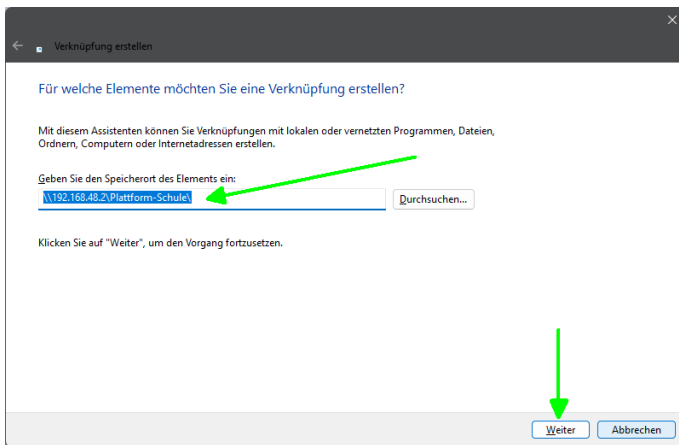 Verknüpfung erstellen
Für welche Elemente möchten Sie eine Verknüpfung erstellen?
Mit diesem Assistenten können Sie Verknüpfungen mit lokalen oder vernetzten Programmen, Dateien,
Ordnern, Computern oder Internetadressen erstellen.
Geben Sie den Speicherort des Elements ein:
\\192.168.48.2\Plattform-Schule\
Durchsuchen...
Klicken Sie auf "Weiter", um den Vorgang fortzusetzen.
Weiter Abbrechen